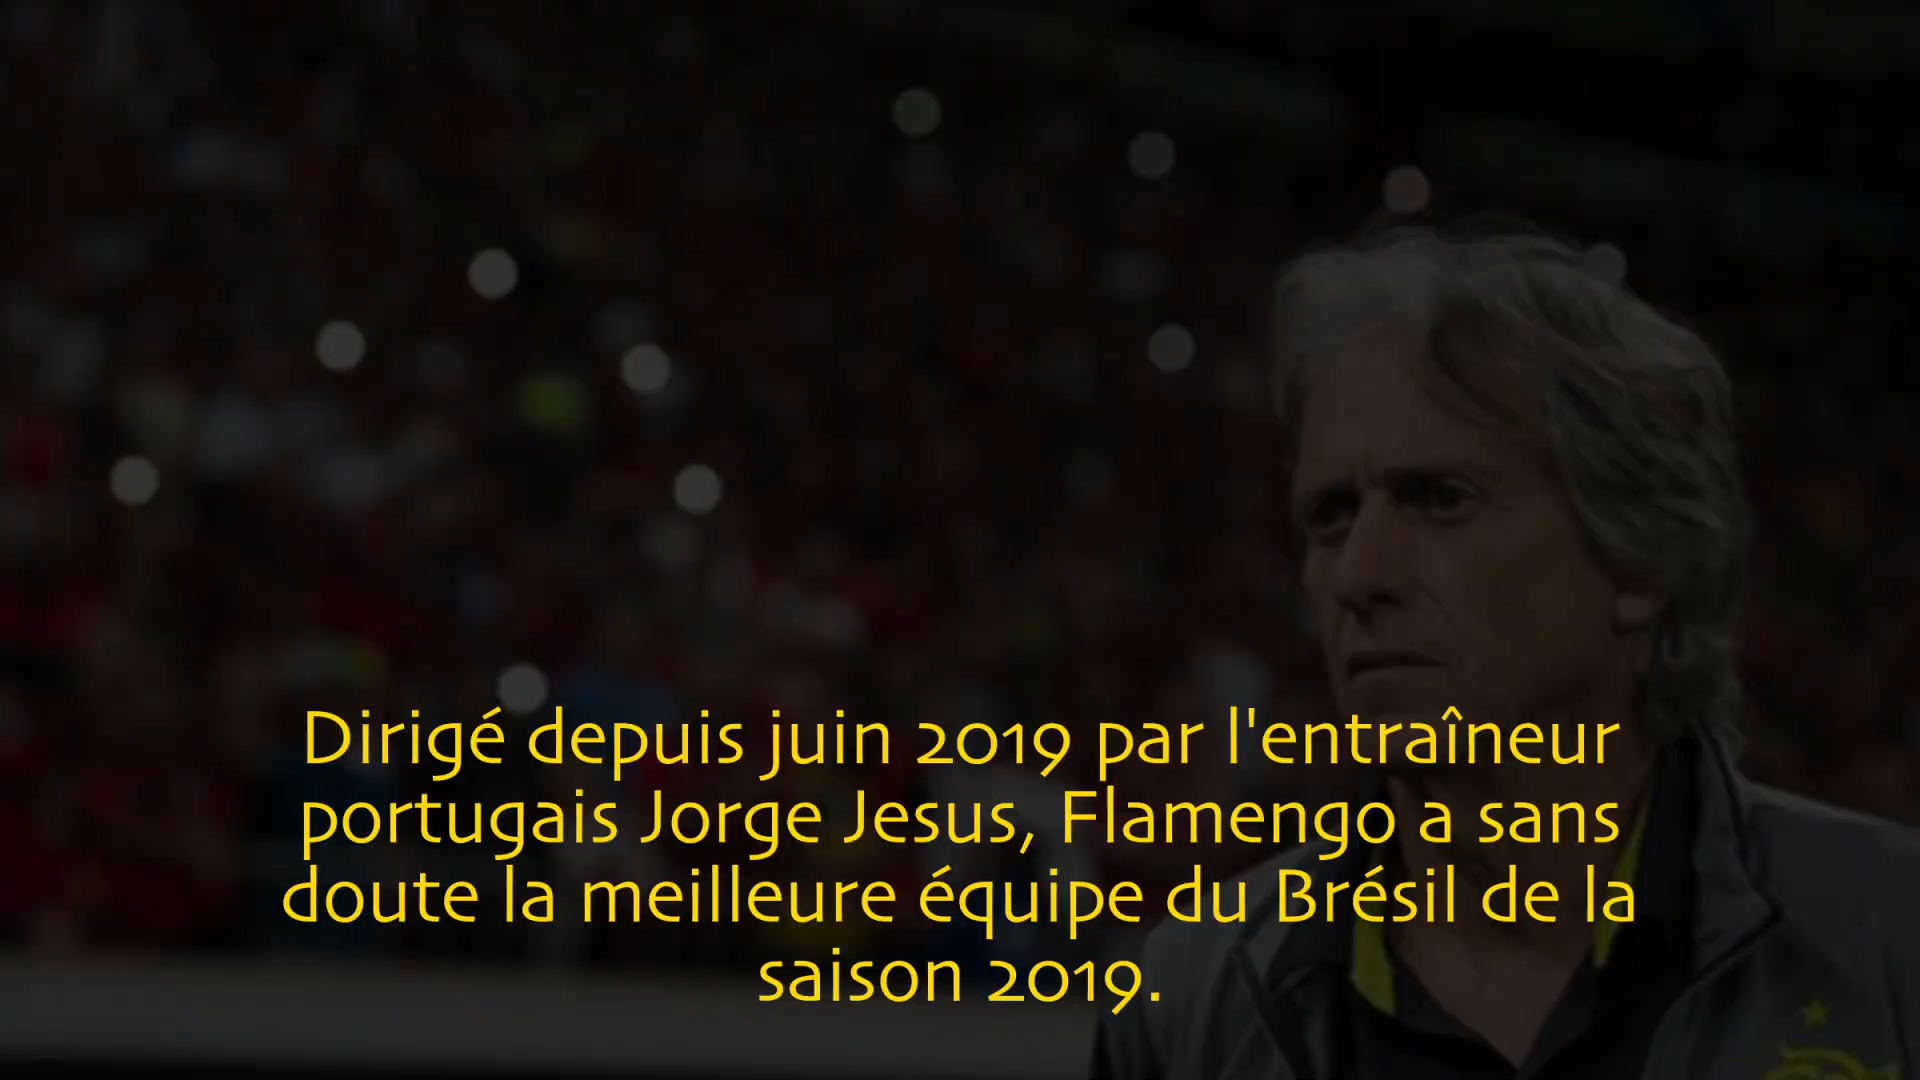 Dirigé depuis juin 2019 par l'entraîneur
portugais Jorge Jesus, Flamengo a sans
doute la meilleure équipe du Brésil de la
saison 2019.